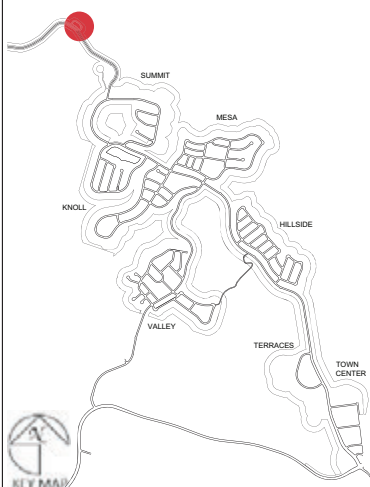 SUMMIT
MESA
KNOLL
HILLSIDE
VALLEY
TERRACES
TOWN
CENTER
KEY MAP